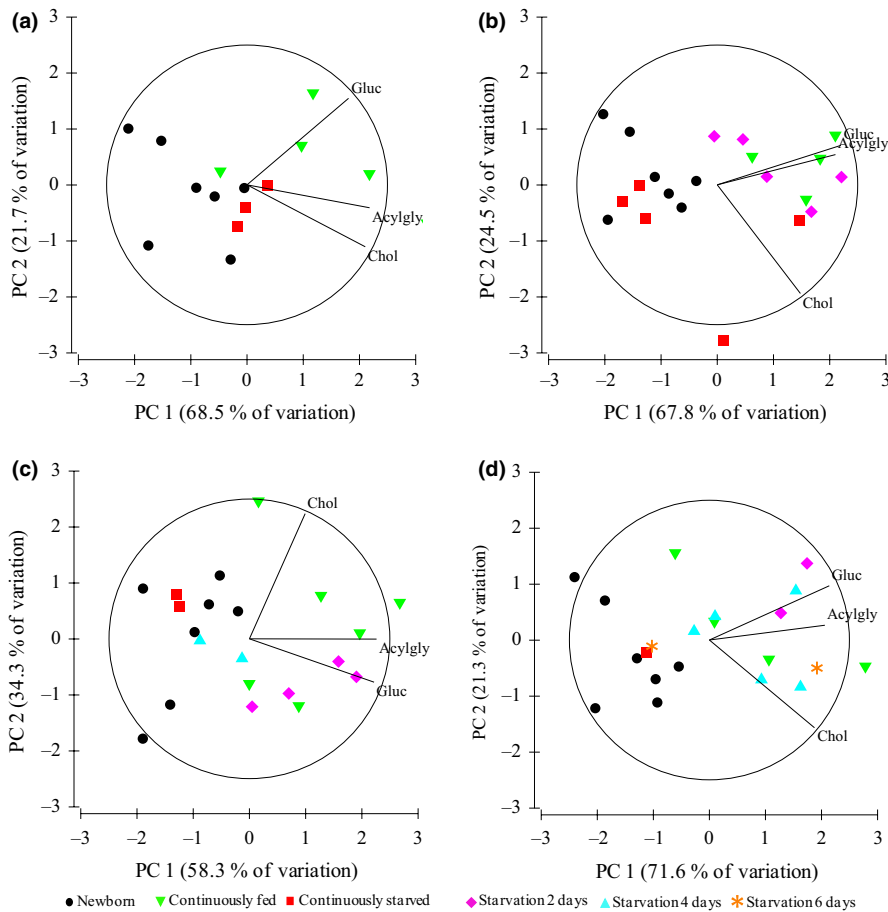 (a)
3
2
1
0
−1
−2
−3
PC 2 (21.7 % of variation)
Gluc
Acylgly
Chol
−3 −2 −1 0 1 2 3
PC 1 (68.5 % of variation)
(b)
3
2
1
0
−1
−2
−3
PC 2 (24.5 % of variation)
Gluc
Acylgly
Chol
−3 −2 −1 0 1 2 3
PC 1 (67.8 % of variation)
(c)
3
2
1
0
−1
−2
−3
PC 2 (34.3 % of variation)
Chol
Acylgly
Gluc
−3 −2 −1 0 1 2 3
PC 1 (58.3 % of variation)
(d)
3
2
1
0
−1
−2
−3
PC 2 (21.3 % of variation)
Gluc
Acylgly
Chol
−3 −2 −1 0 1 2 3
PC 1 (71.6 % of variation)
Newborn Continuously fed Continuously starved Starvation 2 days Starvation 4 days Starvation 6 days